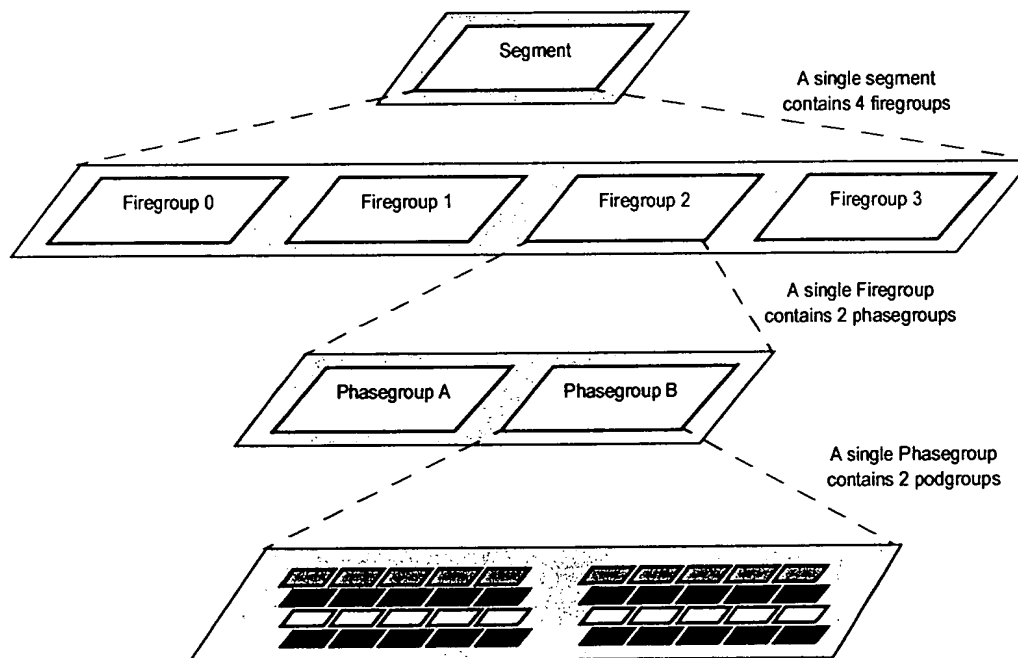 Segment
A single segment
contains 4 firegroups
Firegroup 0
Firegroup 1
Firegroup 2
Firegroup 3
A single Firegroup
contains 2 phasegroups
Phasegroup A
Phasegroup B
A single Phasegroup
contains 2 podgroups